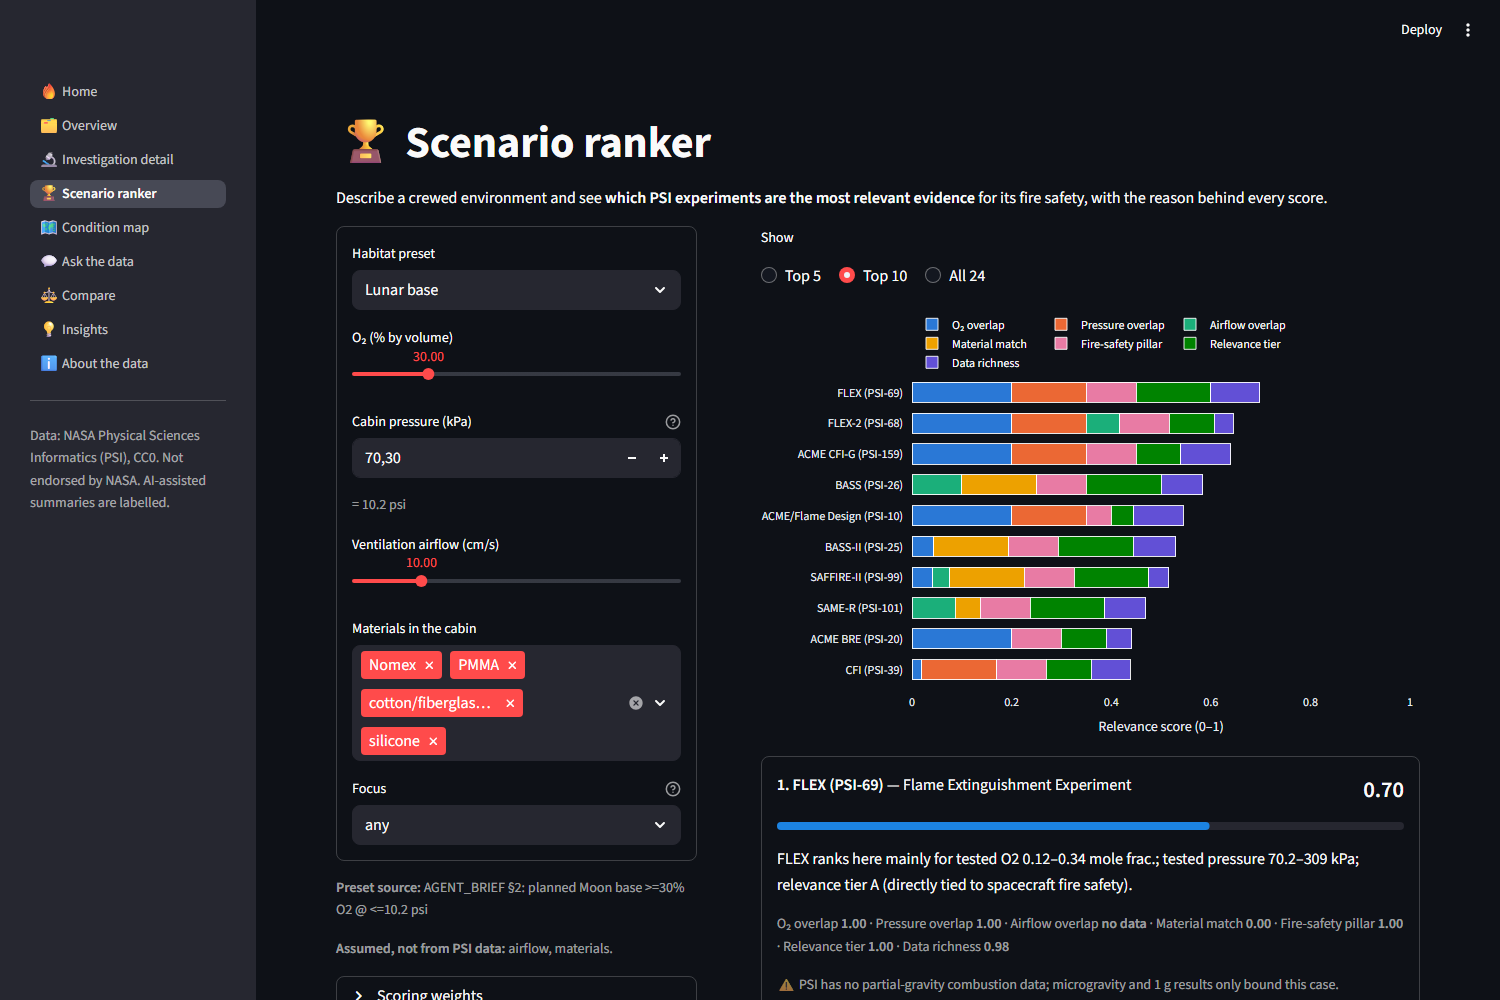 Deploy
Home
Overview
Investigation detail
Scenario ranker
Condition map
Ask the data
Compare
Insights
About the data
Data: NASA Physical Sciences
Informatics (PSI), CC0. Not
endorsed by NASA. AI-assisted
summaries are labelled.
Scenario ranker
Describe a crewed environment and see which PSI experiments are the most relevant evidence for its fire safety, with the reason behind every score.
Habitat preset
Lunar base
O₂ (% by volume)
30.00
Cabin pressure (kPa)
70,30
= 10.2 psi
Ventilation airflow (cm/s)
10.00
Materials in the cabin
Nomex
PMMA
cotton/fiberglas...
silicone
Focus
any
Preset source: AGENT_BRIEF §2: planned Moon base >=30%
O2 @ <=10.2 psi
Assumed, not from PSI data: airflow, materials.
Scoring weights
Show
Top 5
Top 10
All 24
O₂ overlap
Pressure overlap
Airflow overlap
Material match
Fire-safety pillar
Relevance tier
Data richness
FLEX (PSI-69)
FLEX-2 (PSI-68)
ACME CFI-G (PSI-159)
BASS (PSI-26)
ACME/Flame Design (PSI-10)
BASS-II (PSI-25)
SAFFIRE-II (PSI-99)
SAME-R (PSI-101)
ACME BRE (PSI-20)
CFI (PSI-39)
0 0.2 0.4 0.6 0.8 1
Relevance score (0–1)
1. FLEX (PSI-69) — Flame Extinguishment Experiment
0.70
FLEX ranks here mainly for tested O2 0.12–0.34 mole frac.; tested pressure 70.2–309 kPa;
relevance tier A (directly tied to spacecraft fire safety).
O₂ overlap 1.00 · Pressure overlap 1.00 · Airflow overlap no data · Material match 0.00 · Fire-safety pillar 1.00
· Relevance tier 1.00 · Data richness 0.98
PSI has no partial-gravity combustion data; microgravity and 1 g results only bound this case.